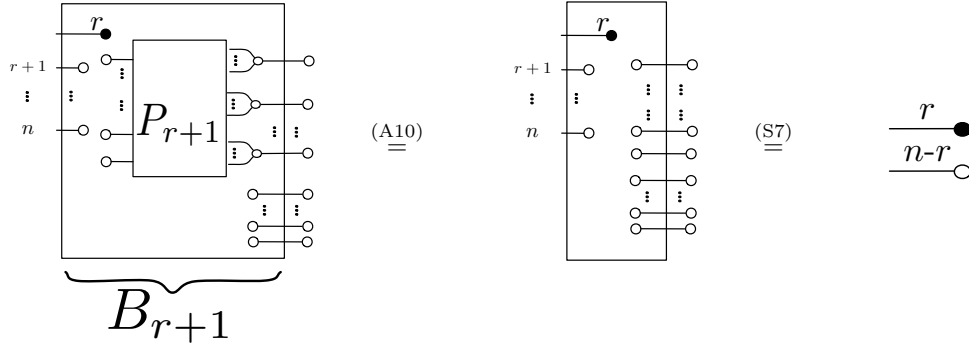 r
r + 1
n
P_{r+1}
B_{r+1}
(A10)
=
r
r + 1
n
(S7)
=
r
n-r